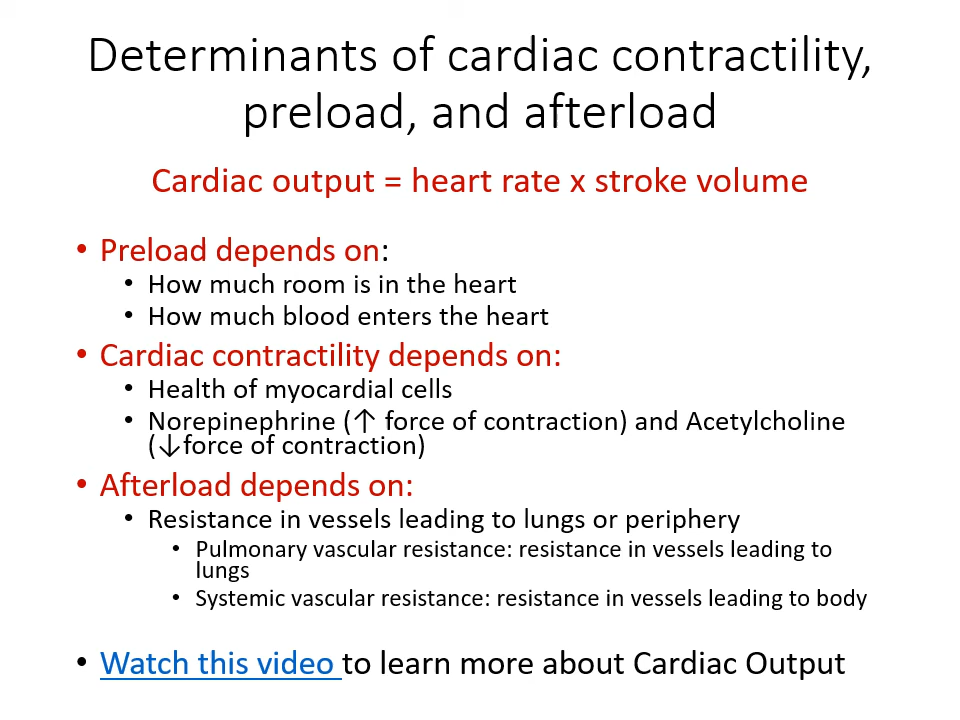 Determinants of cardiac contractility,
preload, and afterload
Cardiac output = heart rate x stroke volume
• Preload depends on:
• How much room is in the heart
• How much blood enters the heart
• Cardiac contractility depends on:
• Health of myocardial cells
• Norepinephrine (↑ force of contraction) and Acetylcholine
(↓force of contraction)
• Afterload depends on:
• Resistance in vessels leading to lungs or periphery
• Pulmonary vascular resistance: resistance in vessels leading to
lungs
• Systemic vascular resistance: resistance in vessels leading to body
• Watch this video to learn more about Cardiac Output